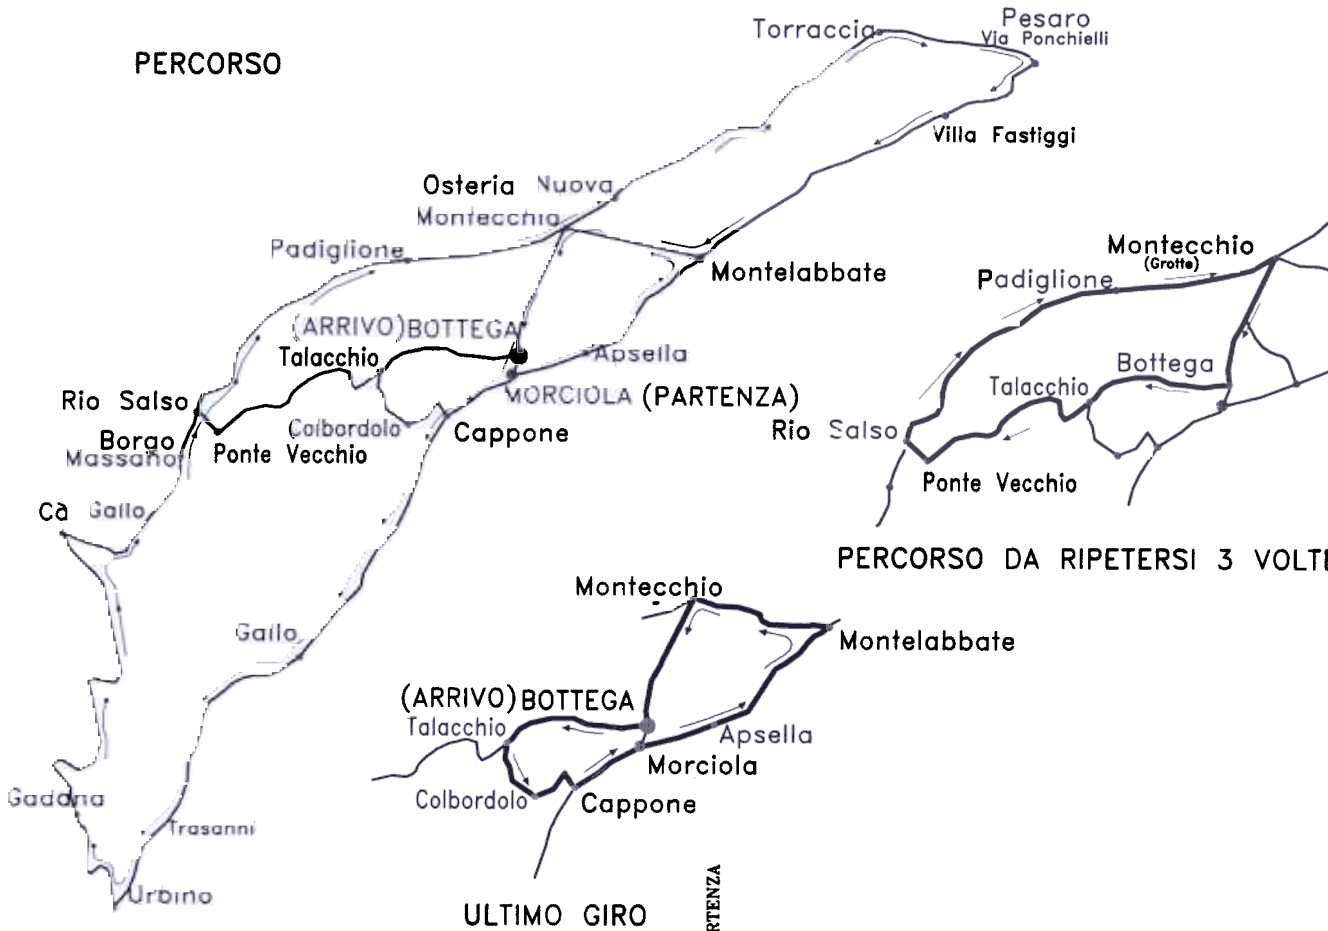 PERCORSO
Torraccia
Pesaro
Via Ponchielli
Villa Fastiggi
Osteria Nuova
Montecchio
Padiglione
Montelabbate
(ARRIVO) BOTTEGA
Talacchio
Apsella
MORCIOLA (PARTENZA)
Rio Salso
Borgo
Massano
Ponte Vecchio
Colbordolo
Cappone
Cà Gallo
Gallo
Gadana
Trasanni
Urbino
Montecchio
(Grotte)
Padiglione
Bottega
Talacchio
Rio Salso
Ponte Vecchio
PERCORSO DA RIPETERSI 3 VOLTE
Montecchio
Montelabbate
(ARRIVO) BOTTEGA
Talacchio
Apsella
Morciola
Colbordolo
Cappone
ULTIMO GIRO
RTENZA